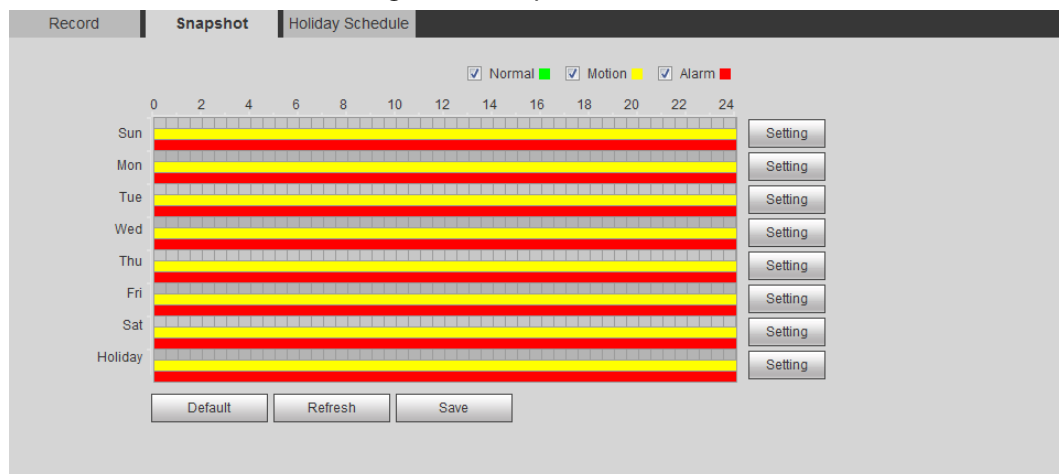 Record Snapshot Holiday Schedule
Normal Motion Alarm
0 2 4 6 8 10 12 14 16 18 20 22 24
Sun Setting
Mon Setting
Tue Setting
Wed Setting
Thu Setting
Fri Setting
Sat Setting
Holiday Setting
Default Refresh Save